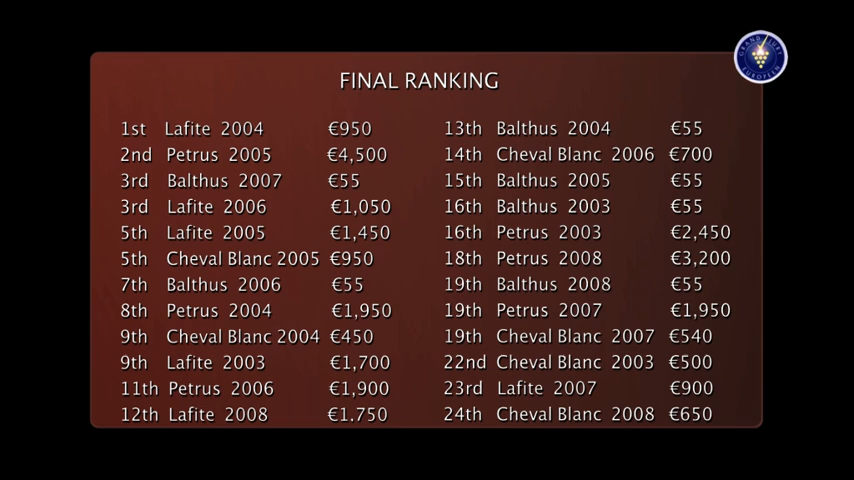 GRAND JURY
EUROPEEN
FINAL RANKING
1st Lafite 2004 €950
2nd Petrus 2005 €4,500
3rd Balthus 2007 €55
3rd Lafite 2006 €1,050
5th Lafite 2005 €1,450
5th Cheval Blanc 2005 €950
7th Balthus 2006 €55
8th Petrus 2004 €1,950
9th Cheval Blanc 2004 €450
9th Lafite 2003 €1,700
11th Petrus 2006 €1,900
12th Lafite 2008 €1.750
13th Balthus 2004 €55
14th Cheval Blanc 2006 €700
15th Balthus 2005 €55
16th Balthus 2003 €55
16th Petrus 2003 €2,450
18th Petrus 2008 €3,200
19th Balthus 2008 €55
19th Petrus 2007 €1,950
19th Cheval Blanc 2007 €540
22nd Cheval Blanc 2003 €500
23rd Lafite 2007 €900
24th Cheval Blanc 2008 €650